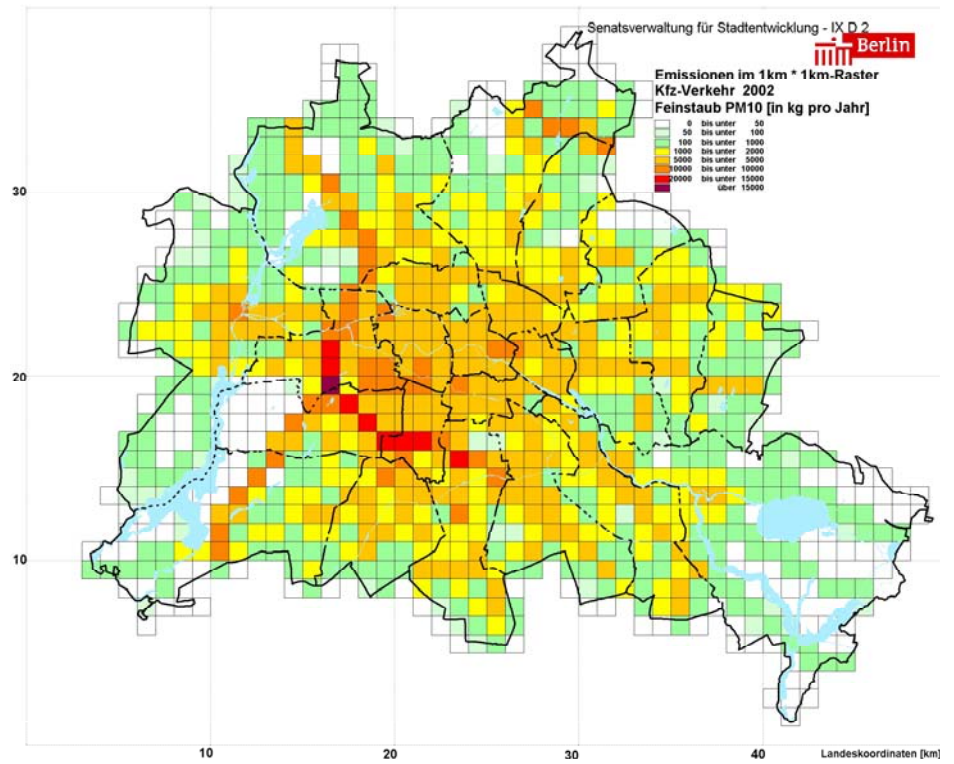 Senatsverwaltung für Stadtentwicklung - IX D 2
Berlin
Emissionen im 1km * 1km-Raster
Kfz-Verkehr 2002
Feinstaub PM10 [in kg pro Jahr]
0 bis unter 50
50 bis unter 100
100 bis unter 1000
1000 bis unter 2000
5000 bis unter 5000
10000 bis unter 10000
20000 bis unter 15000
über 15000
30
20
10
10
20
30
40
Landeskoordinaten [km]